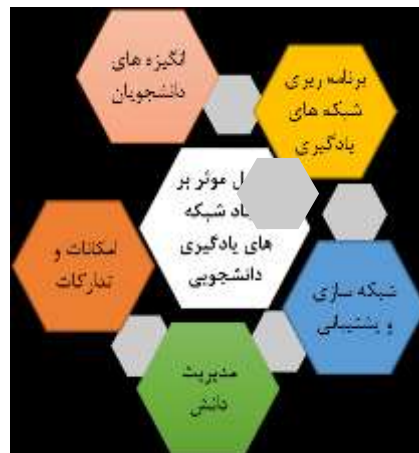 انگیزه های
دانشجویان
برنامه ریزی
شبکه های
یادگیری
بر
شبکه
های یادگیری
دانشجویی
امکانات و
تدارکات
شبکه سازی
و پشتیبانی
مدیریت
دانش